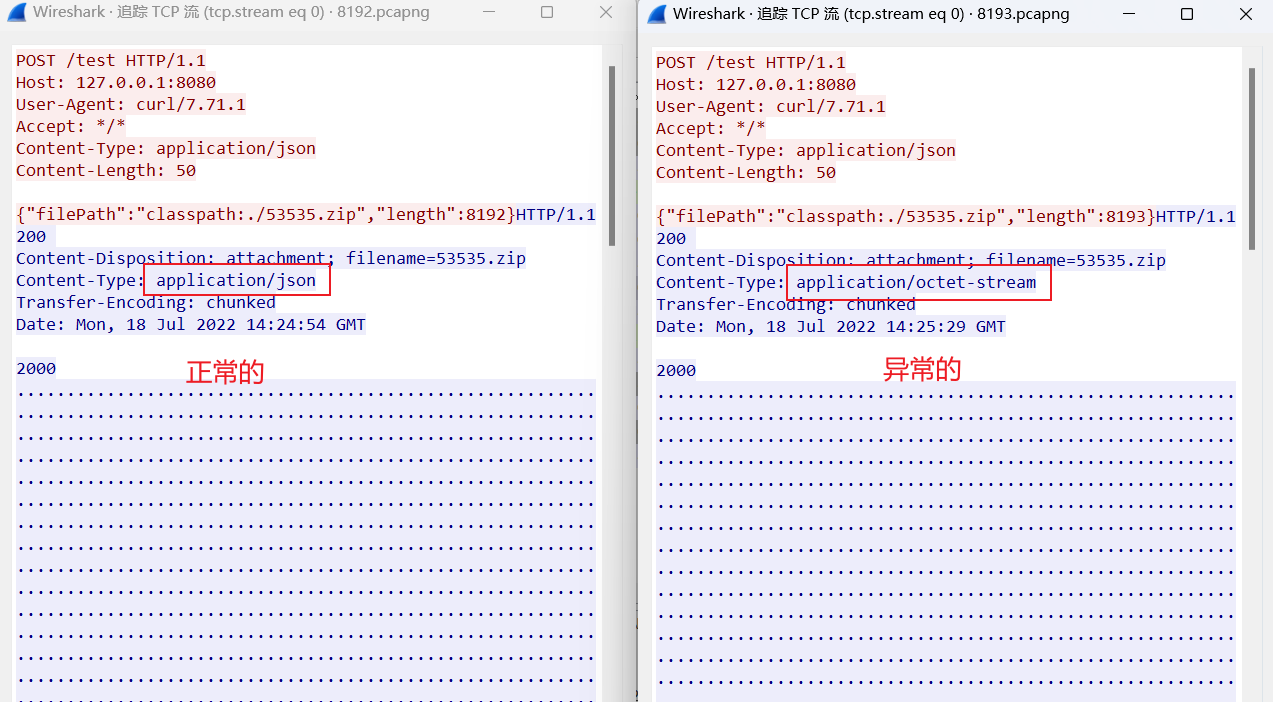 Wireshark · 追踪 TCP 流 (tcp.stream eq 0) · 8192.pcapng
POST /test HTTP/1.1
Host: 127.0.0.1:8080
User-Agent: curl/7.71.1
Accept: */*
Content-Type: application/json
Content-Length: 50
{"filePath":"classpath:./53535.zip","length":8192}HTTP/1.1
200
Content-Disposition: attachment; filename=53535.zip
Content-Type: application/json
Transfer-Encoding: chunked
Date: Mon, 18 Jul 2022 14:24:54 GMT
2000
正常的
Wireshark · 追踪 TCP 流 (tcp.stream eq 0) · 8193.pcapng
POST /test HTTP/1.1
Host: 127.0.0.1:8080
User-Agent: curl/7.71.1
Accept: */*
Content-Type: application/json
Content-Length: 50
{"filePath":"classpath:./53535.zip","length":8193}HTTP/1.1
200
Content-Disposition: attachment; filename=53535.zip
Content-Type: application/octet-stream
Transfer-Encoding: chunked
Date: Mon, 18 Jul 2022 14:25:29 GMT
2000
异常的